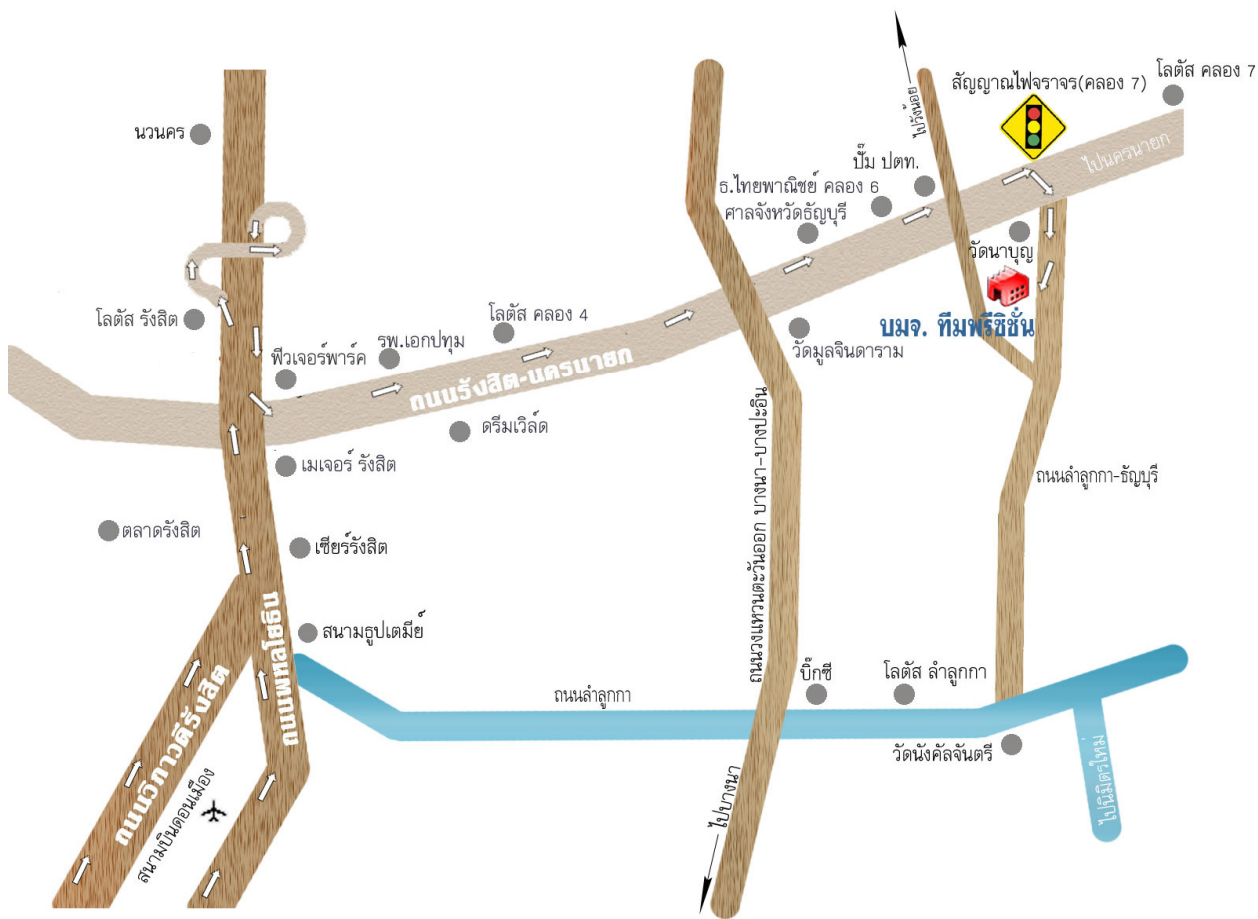 สัญญาณไฟจราจร(คลอง 7)
โลตัส คลอง 7
นวนคร
ไปวังน้อย
ปั๊ม ปตท.
ไปนครนายก
ธ.ไทยพาณิชย์ คลอง 6
ศาลจังหวัดธัญบุรี
วัดนาบุญ
โลตัส รังสิต
โลตัส คลอง 4
บมจ. ทีมพรีซิชั่น
รพ.เอกปทุม
วัดมูลจินดาราม
ฟิวเจอร์พาร์ค
ถนนรังสิต-นครนายก
ดรีมเวิล์ด
เมเจอร์ รังสิต
ถนนลำลูกกา-ธัญบุรี
ถนนวงแหวนตะวันออก บางนา-บางปะอิน
ตลาดรังสิต
เซียร์รังสิต
สนามธูปเตมีย์
ถนนพหลโยธิน
ถนนวิภาวดีรังสิต
สนามบินดอนเมือง
ถนนลำลูกกา
บิ๊กซี
โลตัส ลำลูกกา
วัดนังคัลจันตรี
ไปบางนา
ไปนิมิตรใหม่